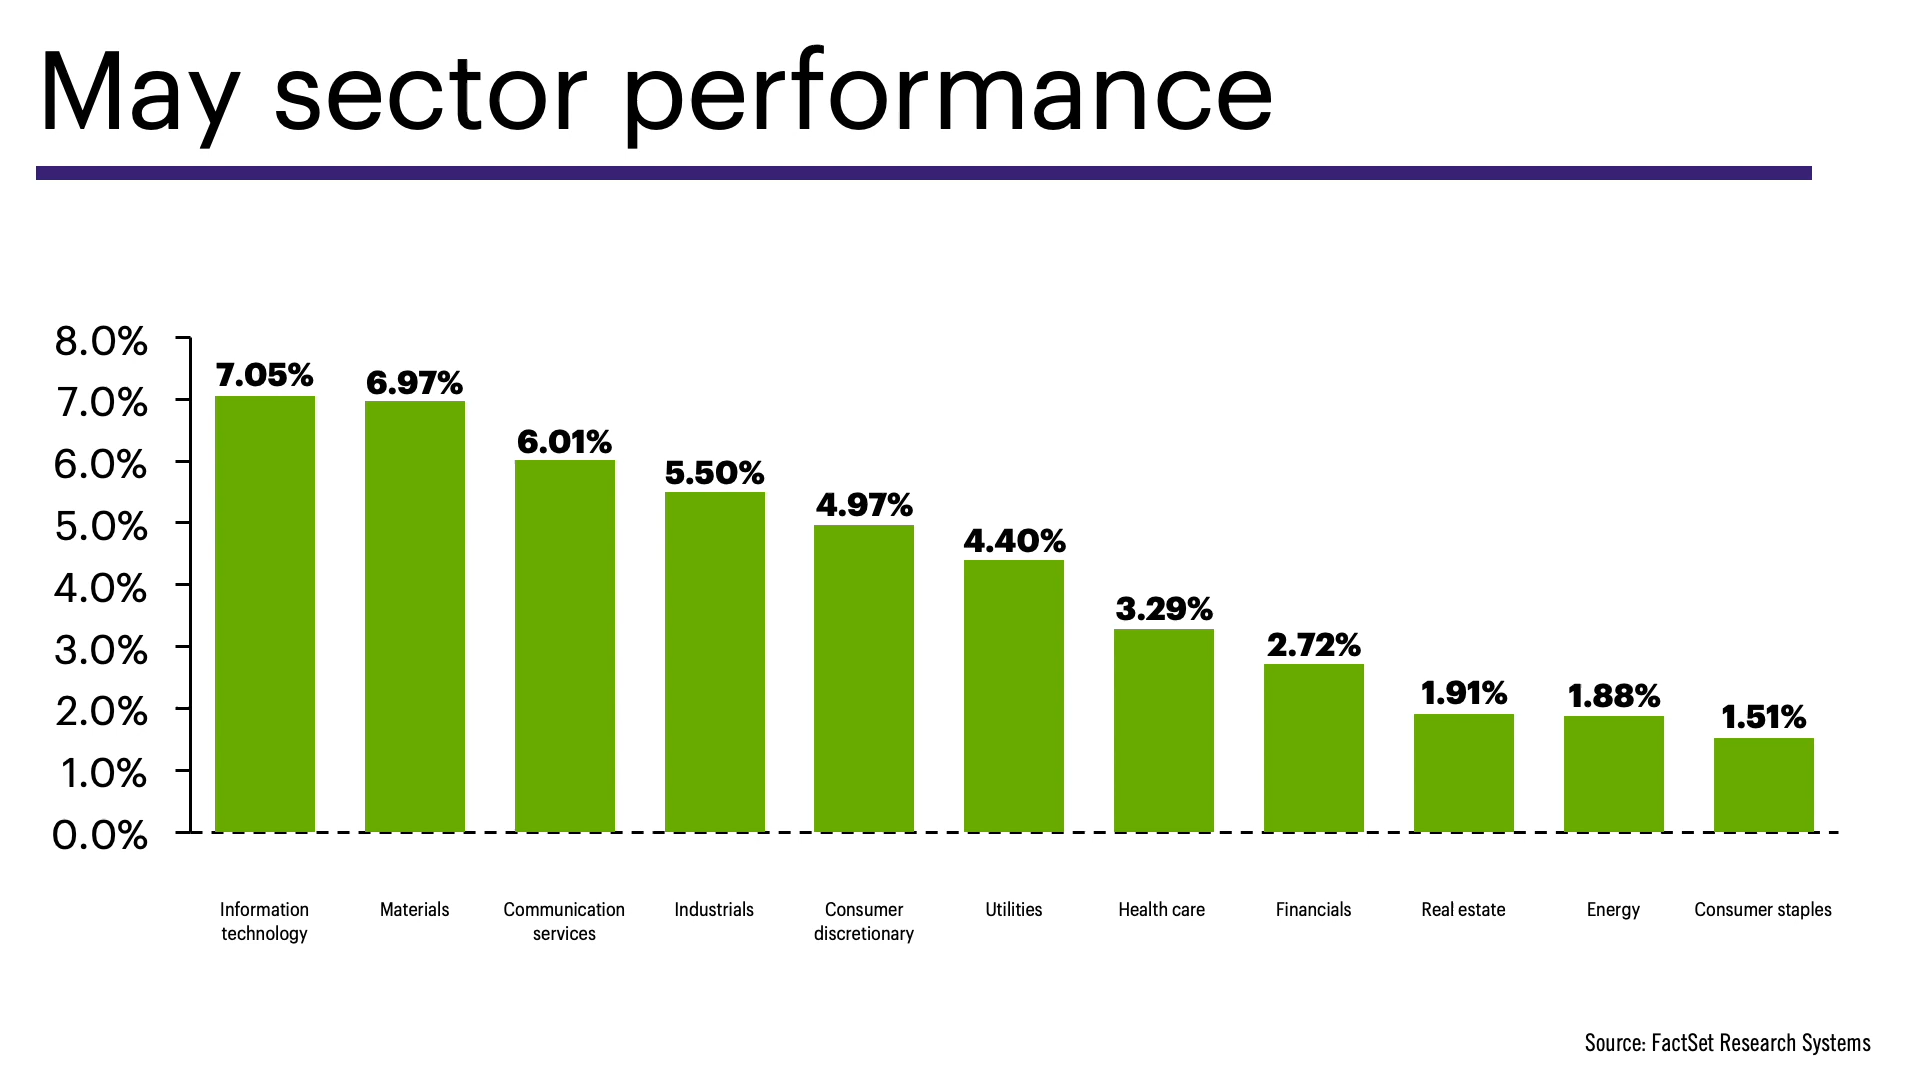 May sector performance
8.0%
7.0%
6.0%
5.0%
4.0%
3.0%
2.0%
1.0%
0.0%
7.05%
6.97%
6.01%
5.50%
4.97%
4.40%
3.29%
2.72%
1.91%
1.88%
1.51%
Information
technology
Materials
Communication
services
Industrials
Consumer
discretionary
Utilities
Health care
Financials
Real estate
Energy
Consumer staples
Source: FactSet Research Systems